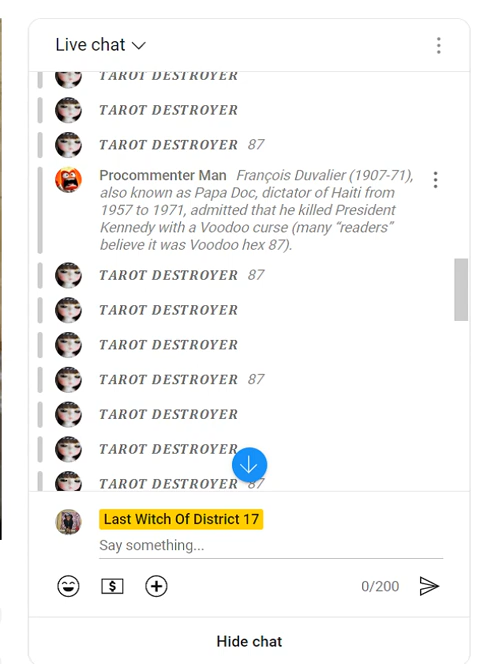 Live chat
TAROT DESTROYER
TAROT DESTROYER
TAROT DESTROYER 87
Procommenter Man François Duvalier (1907-71),
also known as Papa Doc, dictator of Haiti from
1957 to 1971, admitted that he killed President
Kennedy with a Voodoo curse (many “readers”
believe it was Voodoo hex 87).
TAROT DESTROYER 87
TAROT DESTROYER
TAROT DESTROYER
TAROT DESTROYER 87
TAROT DESTROYER
TAROT DESTROYER
TAROT DESTROYER 87
Last Witch Of District 17
Say something...
$ 0/200
Hide chat